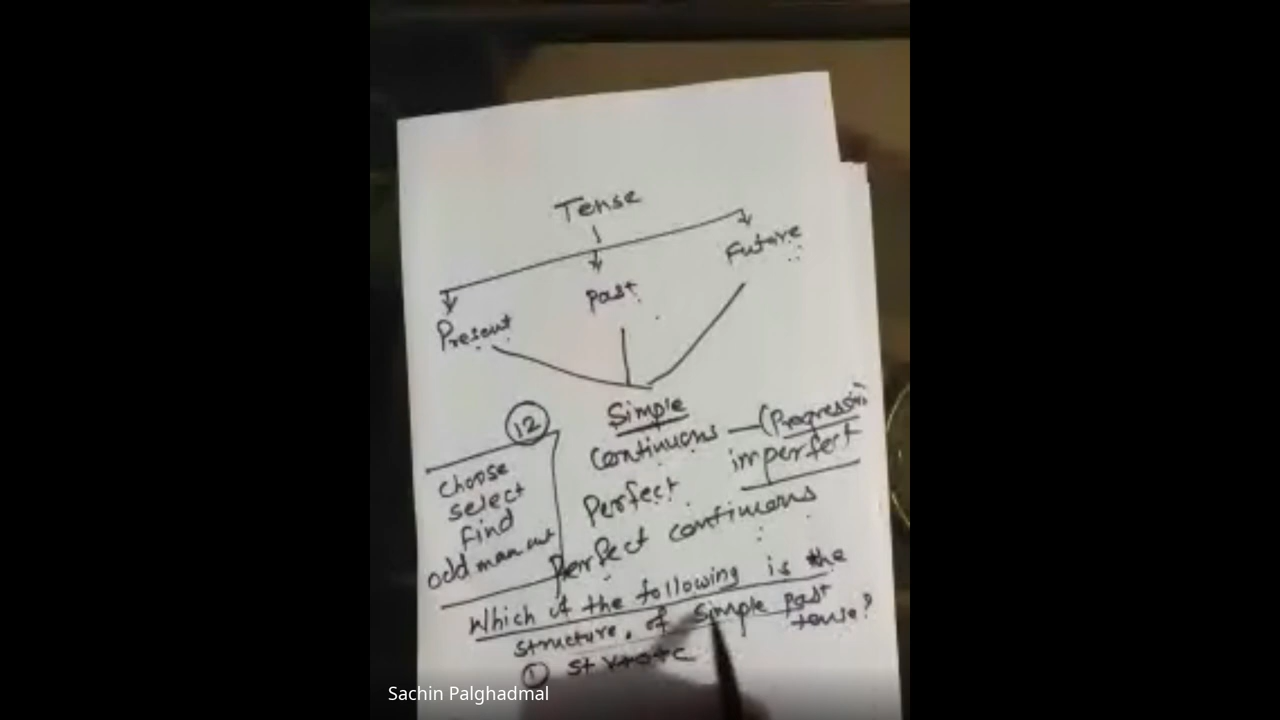 Tense
Present
Past
Future
Simple
Continuous — (Progressi
imperfect
Perfect
Perfect continuous
12
choose
select
find
odd man out
Which of the following is the
structure of simple past
tense?
① S+V+O+C
Sachin Palghadmal